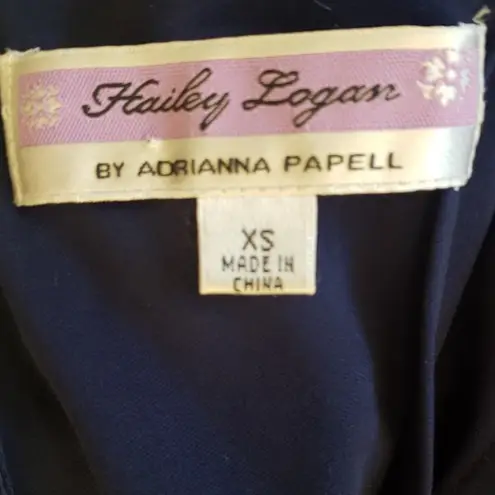 Hailey Logan
BY ADRIANNA PAPELL
XS
MADE IN
CHINA